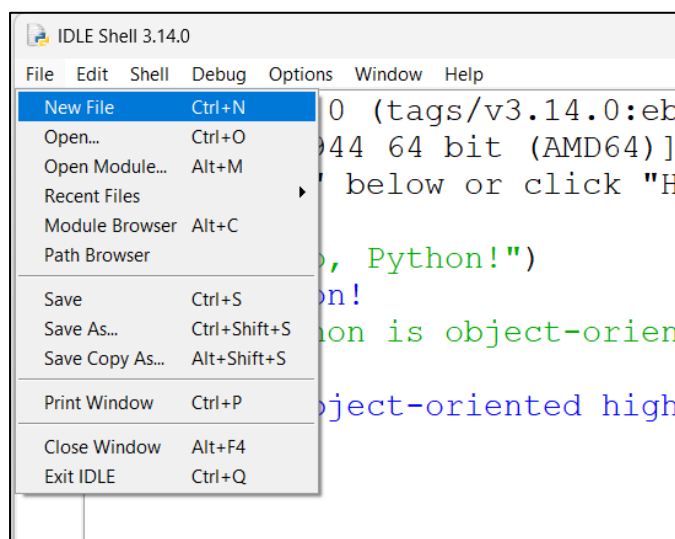 IDLE Shell 3.14.0
File Edit Shell Debug Options Window Help
New File Ctrl+N
Open... Ctrl+O
Open Module... Alt+M
Recent Files
Module Browser Alt+C
Path Browser
Save Ctrl+S
Save As... Ctrl+Shift+S
Save Copy As... Alt+Shift+S
Print Window Ctrl+P
Close Window Alt+F4
Exit IDLE Ctrl+Q
0 (tags/v3.14.0:eb
944 64 bit (AMD64)]
" below or click "H
, Python!")
on!
hon is object-orien
object-oriented high